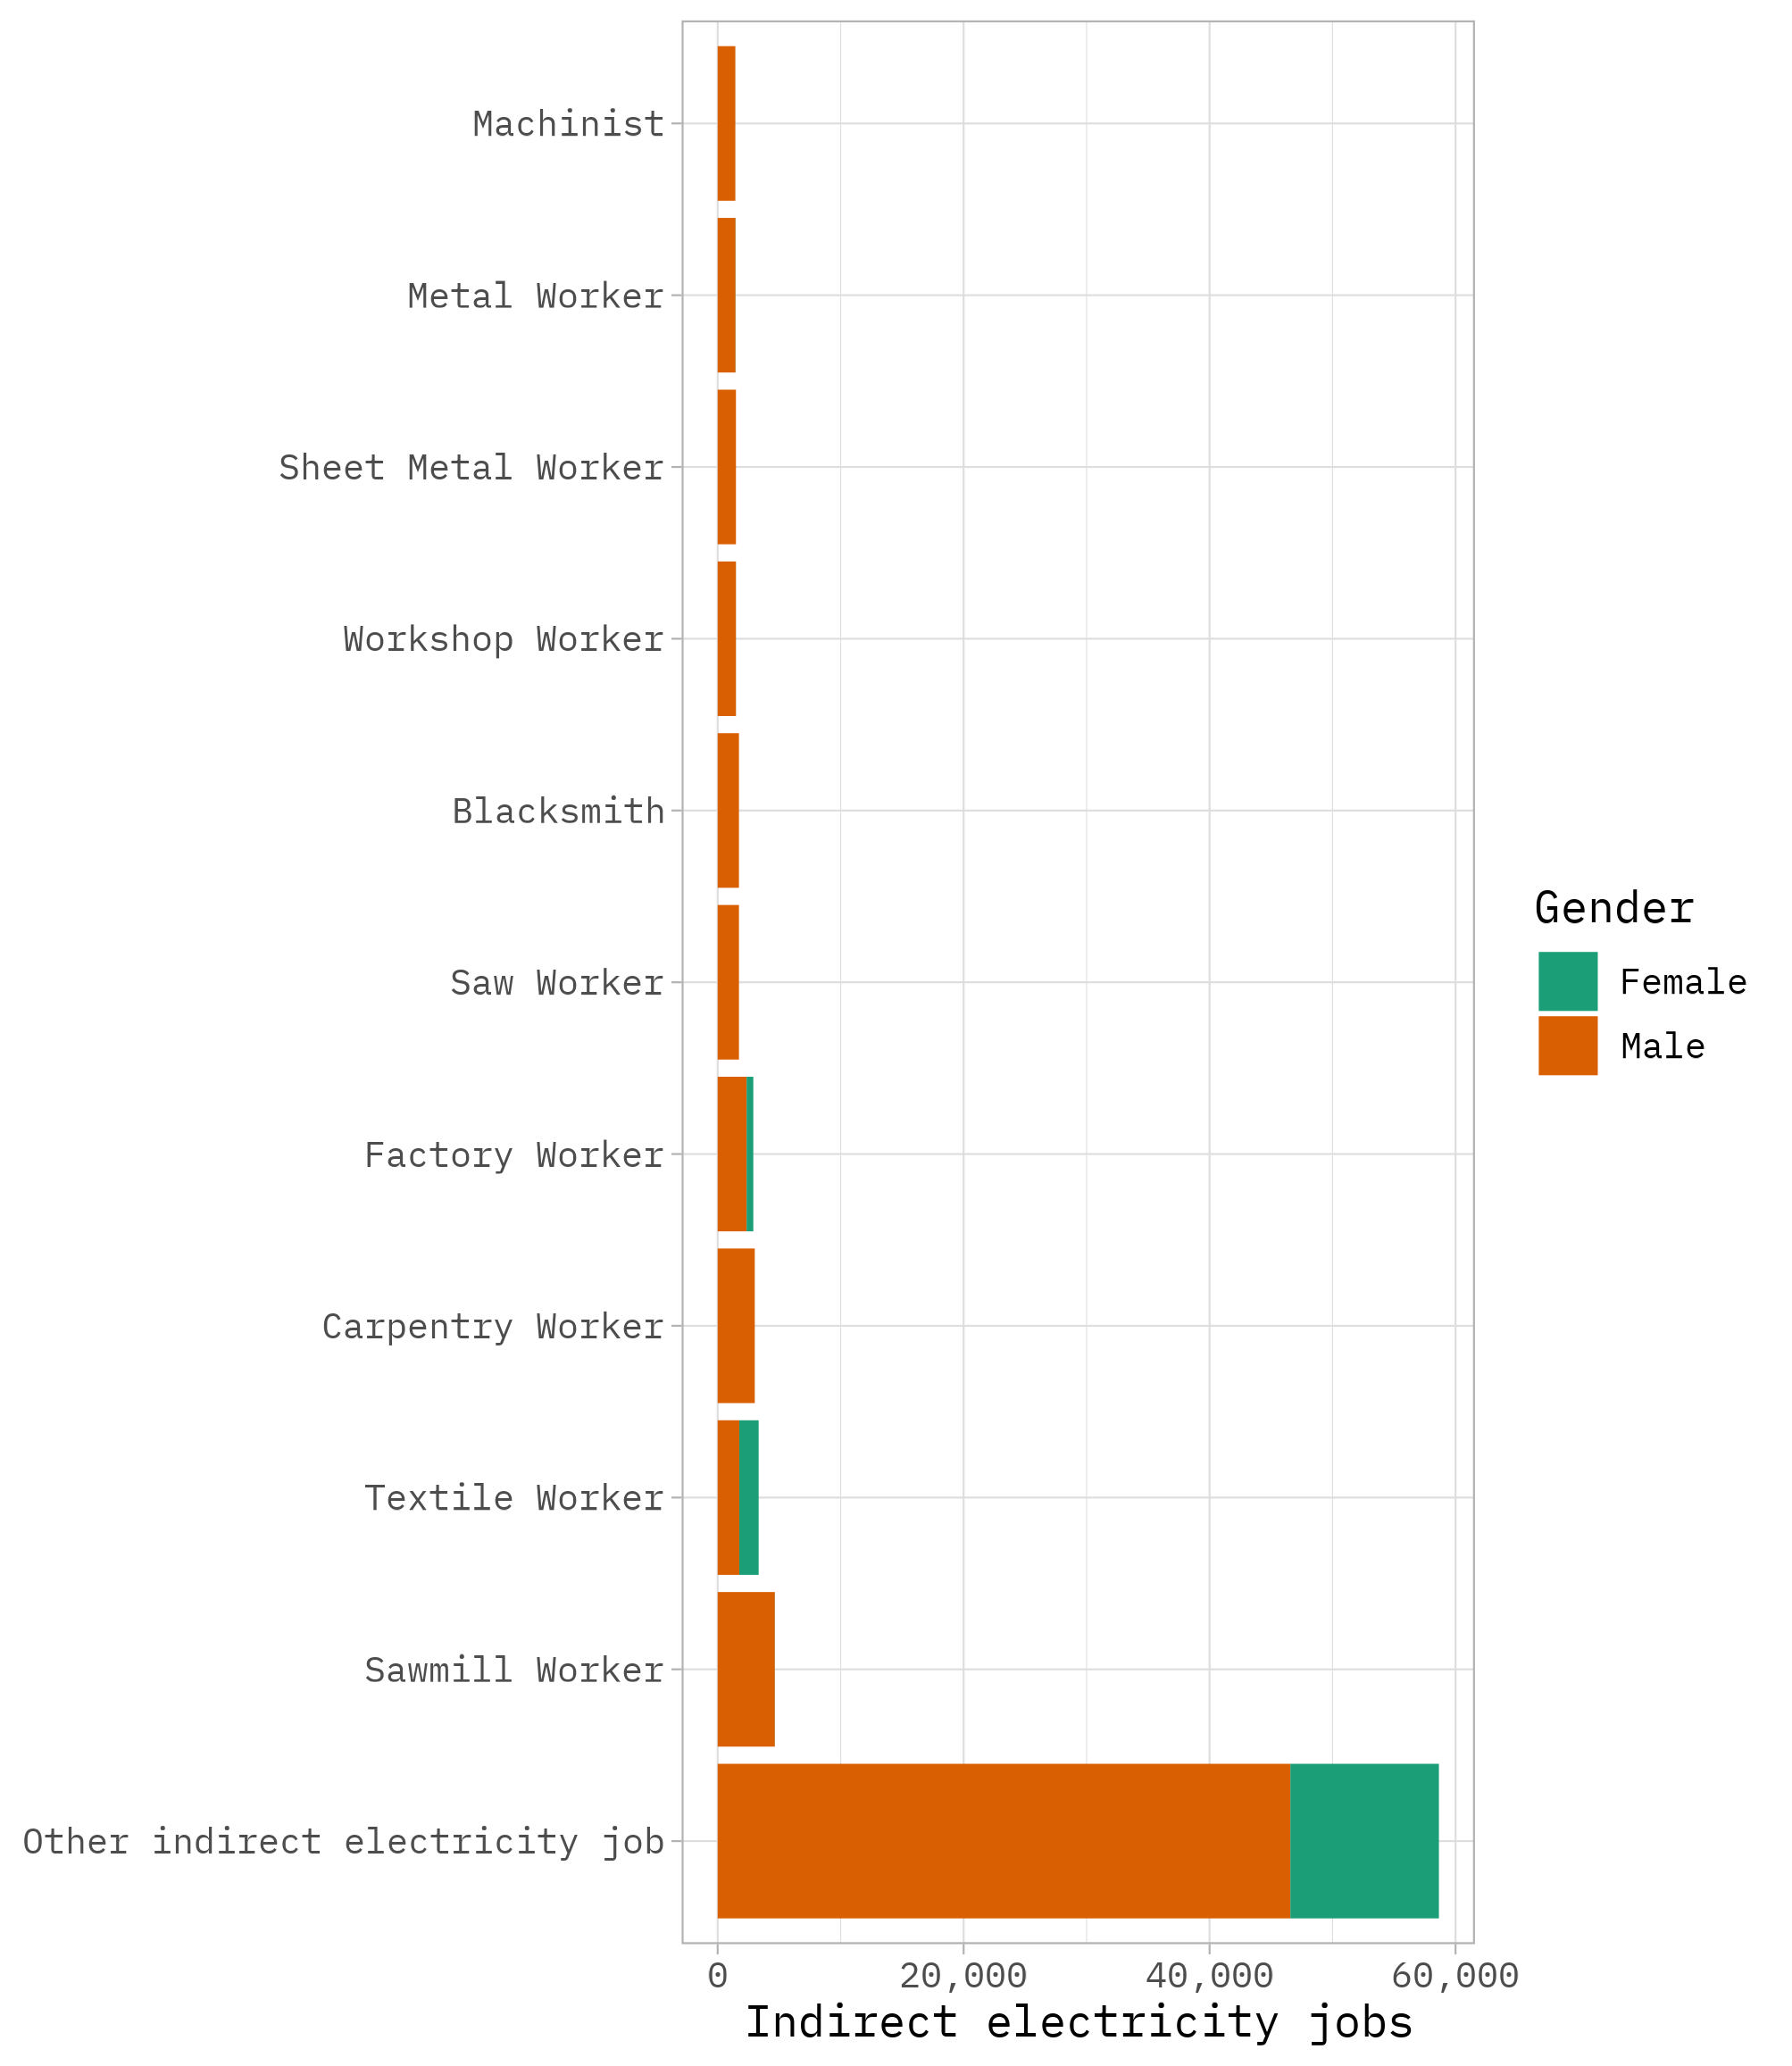 Machinist
Metal Worker
Sheet Metal Worker
Workshop Worker
Blacksmith
Saw Worker
Factory Worker
Carpentry Worker
Textile Worker
Sawmill Worker
Other indirect electricity job
0 20,000 40,000 60,000
Indirect electricity jobs
Gender
Female
Male